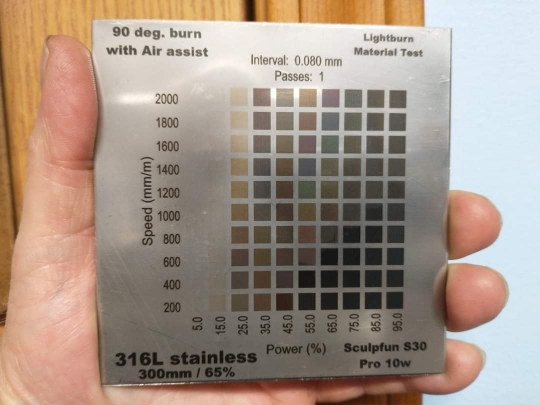 90 deg. burn
with Air assist
Lightburn
Material Test
Interval: 0.080 mm
Passes: 1
Speed (mm/m)
2000
1800
1600
1400
1200
1000
800
600
400
200
5.0
15.0
25.0
35.0
45.0
55.0
65.0
75.0
85.0
95.0
Power (%)
316L stainless
300mm / 65%
Sculpfun S30
Pro 10w